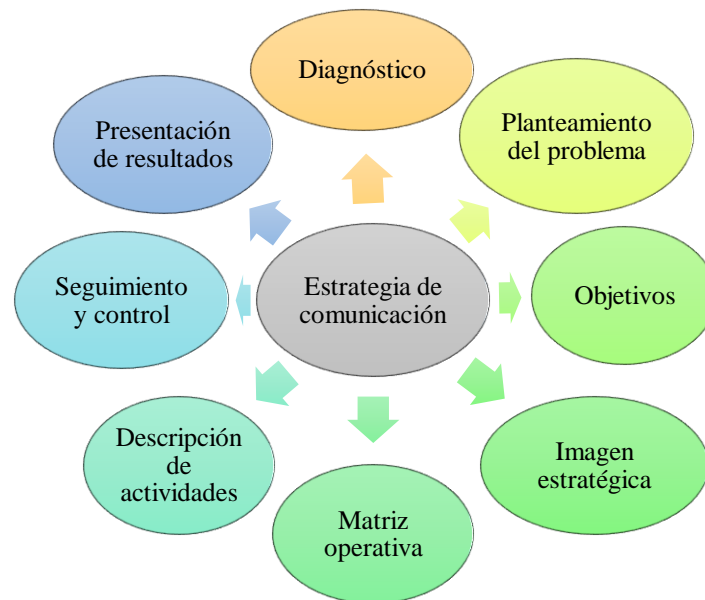 Diagnóstico
Planteamiento
del problema
Objetivos
Imagen
estratégica
Matriz
operativa
Descripción
de
actividades
Seguimiento
y control
Presentación
de resultados
Estrategia de
comunicación